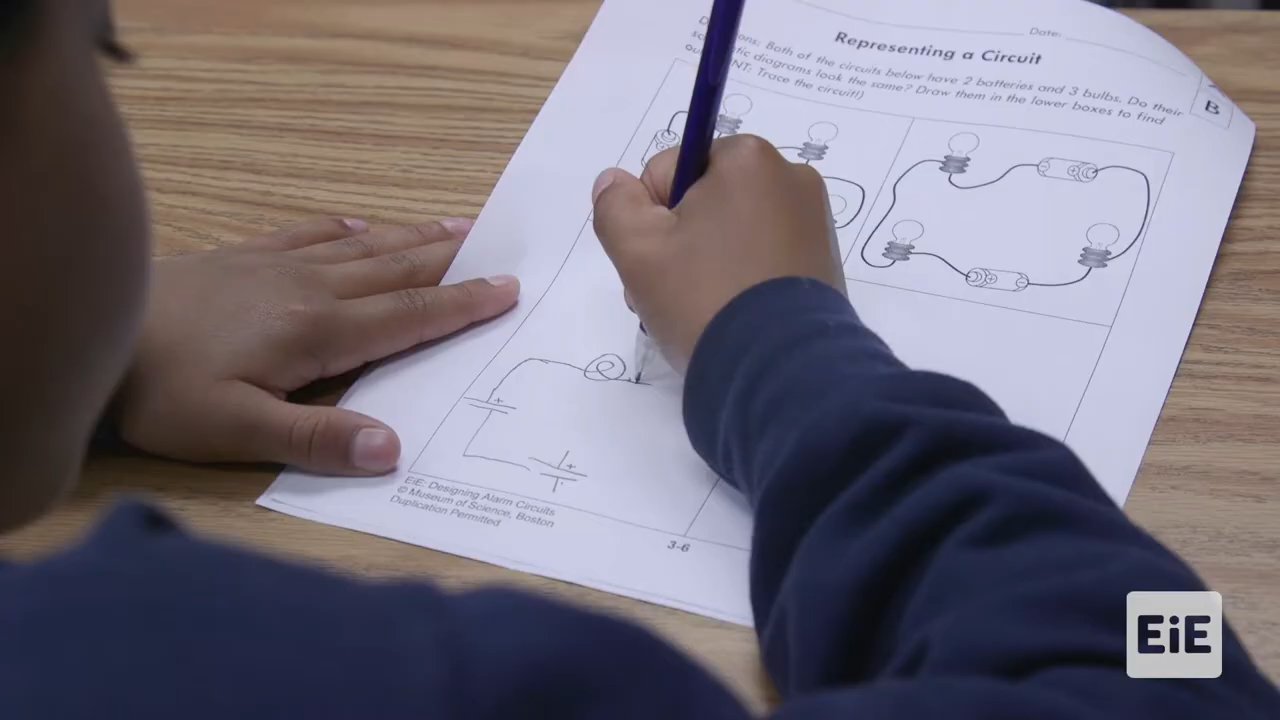 Date:
Representing a Circuit
B
Both of the circuits below have 2 batteries and 3 bulbs. Do their
diagrams look the same? Draw them in the lower boxes to find
Trace the circuit!)
EiE: Designing Alarm Circuits
© Museum of Science, Boston
Duplication Permitted
3-6
EiE